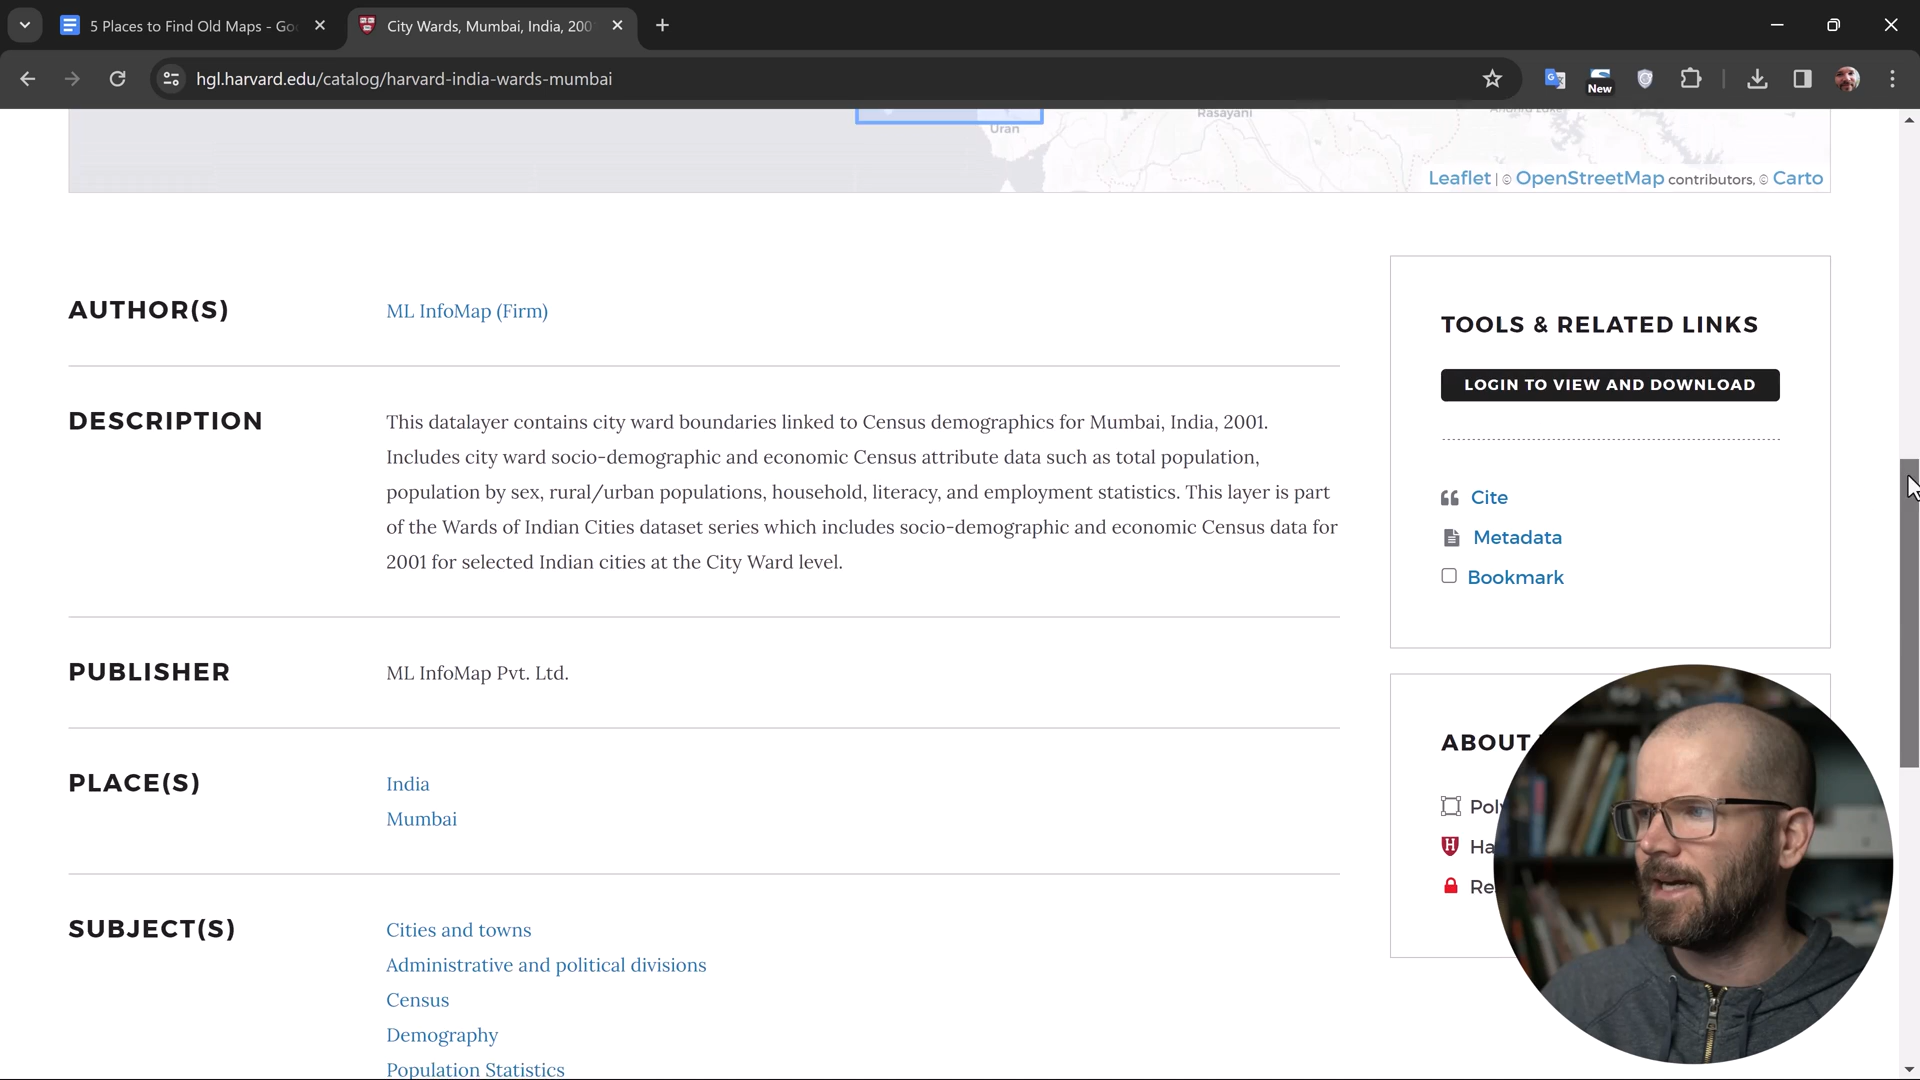 5 Places to Find Old Maps - Go
City Wards, Mumbai, India, 200
hgl.harvard.edu/catalog/harvard-india-wards-mumbai
New
Uran
Rasayani
Leaflet | © OpenStreetMap contributors, © Carto
AUTHOR(S)
ML InfoMap (Firm)
DESCRIPTION
This datalayer contains city ward boundaries linked to Census demographics for Mumbai, India, 2001.
Includes city ward socio-demographic and economic Census attribute data such as total population,
population by sex, rural/urban populations, household, literacy, and employment statistics. This layer is part
of the Wards of Indian Cities dataset series which includes socio-demographic and economic Census data for
2001 for selected Indian cities at the City Ward level.
PUBLISHER
ML InfoMap Pvt. Ltd.
PLACE(S)
India
Mumbai
SUBJECT(S)
Cities and towns
Administrative and political divisions
Census
Demography
Population Statistics
TOOLS & RELATED LINKS
LOGIN TO VIEW AND DOWNLOAD
Cite
Metadata
Bookmark
ABOUT
Pol
Ha
Re